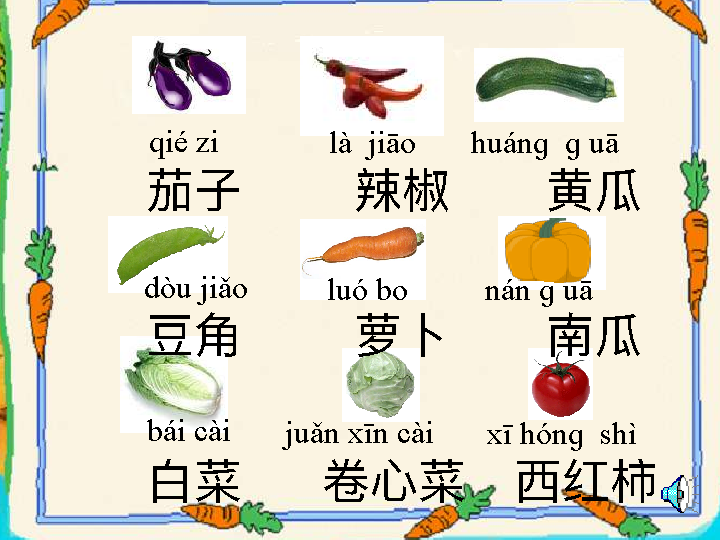 qié zi là jiāo huáng g uā
茄子 辣椒 黄瓜
dòu jiǎo luó bo nán g uā
豆角 萝卜 南瓜
bái cài juǎn xīn cài xī hóng shì
白菜 卷心菜 西红柿